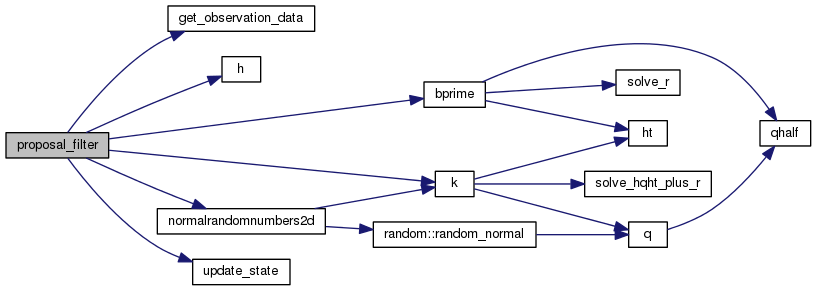 get_observation_data
h
proposal_filter
bprime
solve_r
ht
qhalf
k
solve_hqht_plus_r
normalrandomnumbers2d
random::random_normal
q
update_state